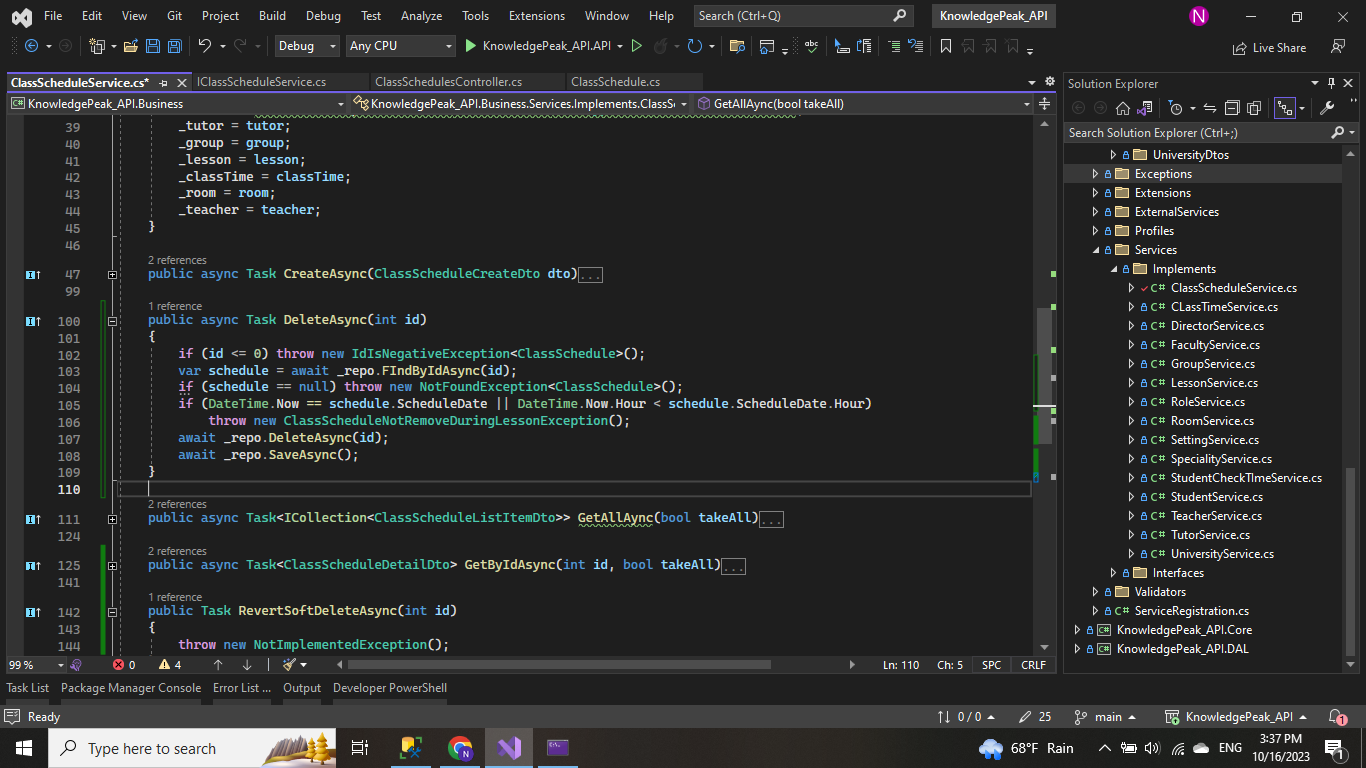 File Edit View Git Project Build Debug Test Analyze Tools Extensions Window Help Search (Ctrl+Q) KnowledgePeak_API N
Debug Any CPU KnowledgePeak_API.API Live Share
ClassScheduleService.cs* IClassScheduleService.cs ClassSchedulesController.cs ClassSchedule.cs
KnowledgePeak_API.Business KnowledgePeak_API.Business.Services.Implements.ClassS GetAllAync(bool takeAll)
39 _tutor = tutor;
40 _group = group;
41 _lesson = lesson;
42 _classTime = classTime;
43 _room = room;
44 _teacher = teacher;
45 }
46
2 references
47 public async Task CreateAsync(ClassScheduleCreateDto dto)...
99
1 reference
100 public async Task DeleteAsync(int id)
101 {
102 if (id <= 0) throw new IdIsNegativeException<ClassSchedule>();
103 var schedule = await _repo.FIndByIdAsync(id);
104 if (schedule == null) throw new NotFoundException<ClassSchedule>();
105 if (DateTime.Now == schedule.ScheduleDate || DateTime.Now.Hour < schedule.ScheduleDate.Hour)
106 throw new ClassScheduleNotRemoveDuringLessonException();
107 await _repo.DeleteAsync(id);
108 await _repo.SaveAsync();
109 }
110
2 references
111 public async Task<ICollection<ClassScheduleListItemDto>> GetAllAync(bool takeAll)...
124
2 references
125 public async Task<ClassScheduleDetailDto> GetByIdAsync(int id, bool takeAll)...
141
1 reference
142 public Task RevertSoftDeleteAsync(int id)
143 {
144 throw new NotImplementedException();
99 % 0 4 Ln: 110 Ch: 5 SPC CRLF
Solution Explorer
Search Solution Explorer (Ctrl+;)
UniversityDtos
Exceptions
Extensions
ExternalServices
Profiles
Services
Implements
C# ClassScheduleService.cs
C# CLassTimeService.cs
C# DirectorService.cs
C# FacultyService.cs
C# GroupService.cs
C# LessonService.cs
C# RoleService.cs
C# RoomService.cs
C# SettingService.cs
C# SpecialityService.cs
C# StudentCheckTImeService.cs
C# StudentService.cs
C# TeacherService.cs
C# TutorService.cs
C# UniversityService.cs
Interfaces
Validators
C# ServiceRegistration.cs
C# KnowledgePeak_API.Core
C# KnowledgePeak_API.DAL
Task List Package Manager Console Error List ... Output Developer PowerShell
Ready 0 / 0 25 main KnowledgePeak_API 1
Type here to search 68°F Rain ENG 3:37 PM
10/16/2023 1